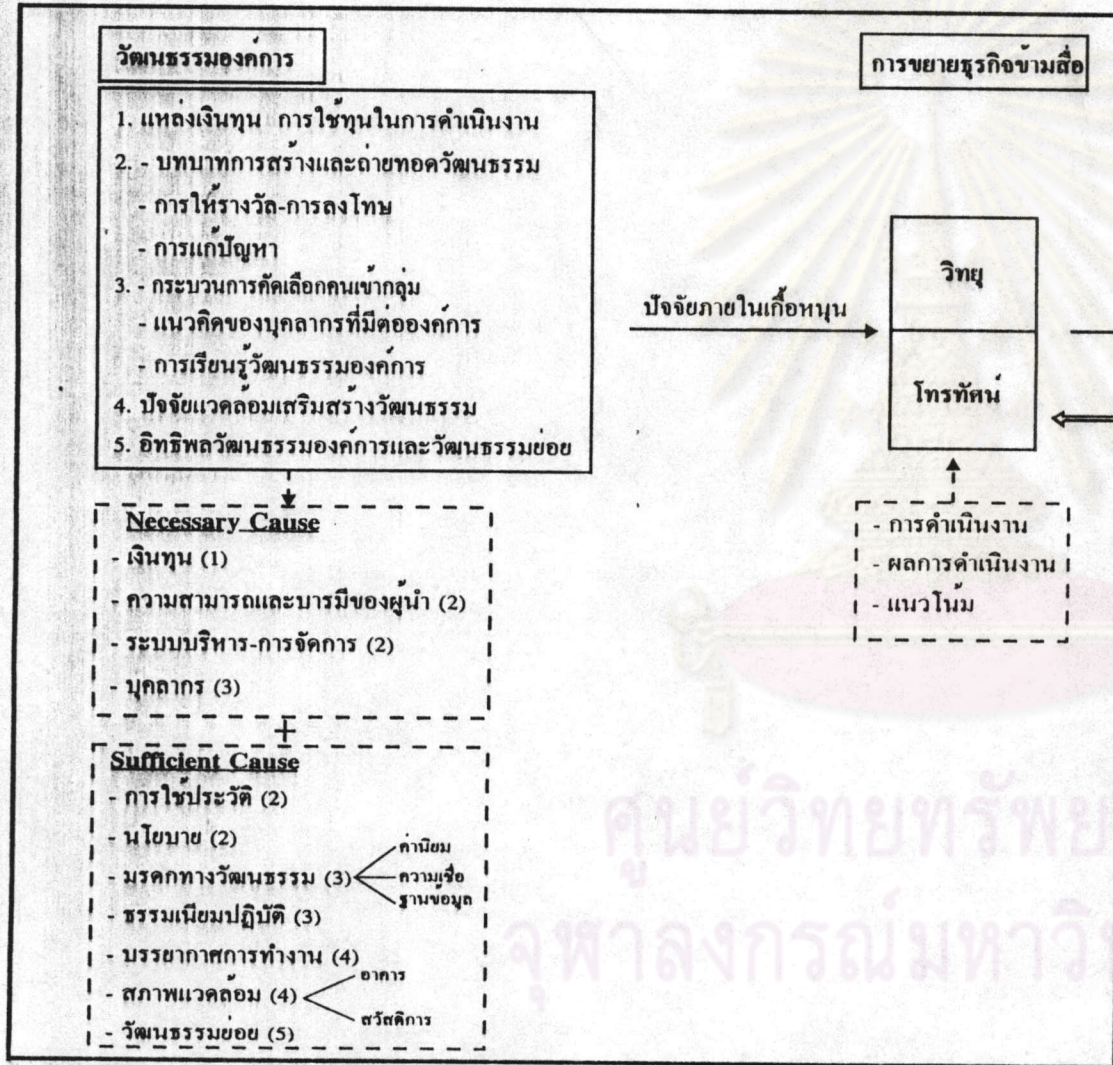 วัฒนธรรมองค์การ
1. แหล่งเงินทุน การใช้ทุนในการดำเนินงาน
2. - บทบาทการสร้างและถ่ายทอดวัฒนธรรม
- การให้รางวัล-การลงโทษ
- การแก้ปัญหา
3. - กระบวนการคัดเลือกคนเข้ากลุ่ม
- แนวคิดของบุคลากรที่มีต่อองค์การ
- การเรียนรู้วัฒนธรรมองค์การ
4. ปัจจัยแวดล้อมเสริมสร้างวัฒนธรรม
5. อิทธิพลวัฒนธรรมองค์การและวัฒนธรรมย่อย
Necessary Cause
- เงินทุน (1)
- ความสามารถและบารมีของผู้นำ (2)
- ระบบบริหาร-การจัดการ (2)
- บุคลากร (3)
+
Sufficient Cause
- การใช้ประวัติ (2)
- นโยบาย (2)
- มรดกทางวัฒนธรรม (3)
ค่านิยม
ความเชื่อ
ฐานข้อมูล
- ธรรมเนียมปฏิบัติ (3)
- บรรยากาศการทำงาน (4)
- สภาพแวดล้อม (4)
อาคาร
สวัสดิการ
- วัฒนธรรมย่อย (5)
ปัจจัยภายในเกื้อหนุน
การขยายธุรกิจข้ามสื่อ
วิทยุ
โทรทัศน์
- การดำเนินงาน
- ผลการดำเนินงาน
- แนวโน้ม
ศูนย์วิทยทรัพย
จุฬาลงกรณ์มหาวิ